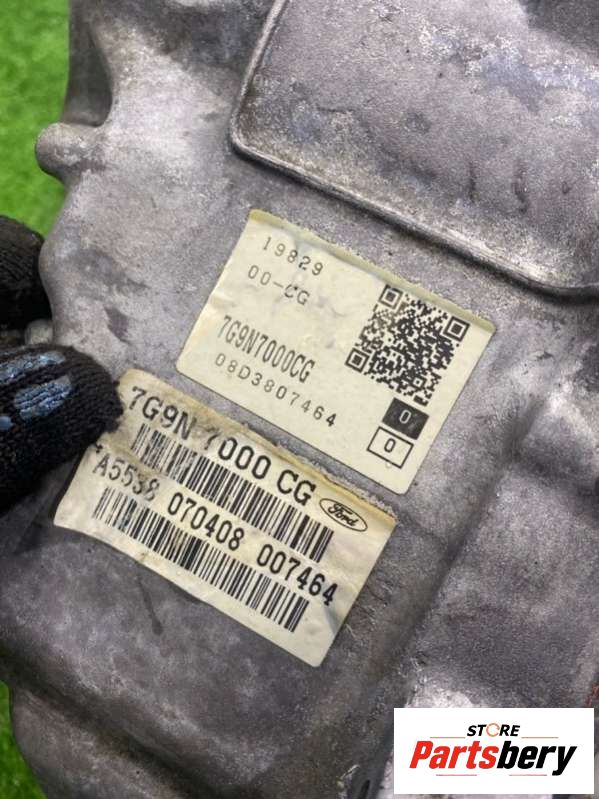 19829
00-CG
7G9N7000CG
08D3807464
0
0
7G9N 7000 CG
Ford
A5538 070408 007464
STORE
Partsbery